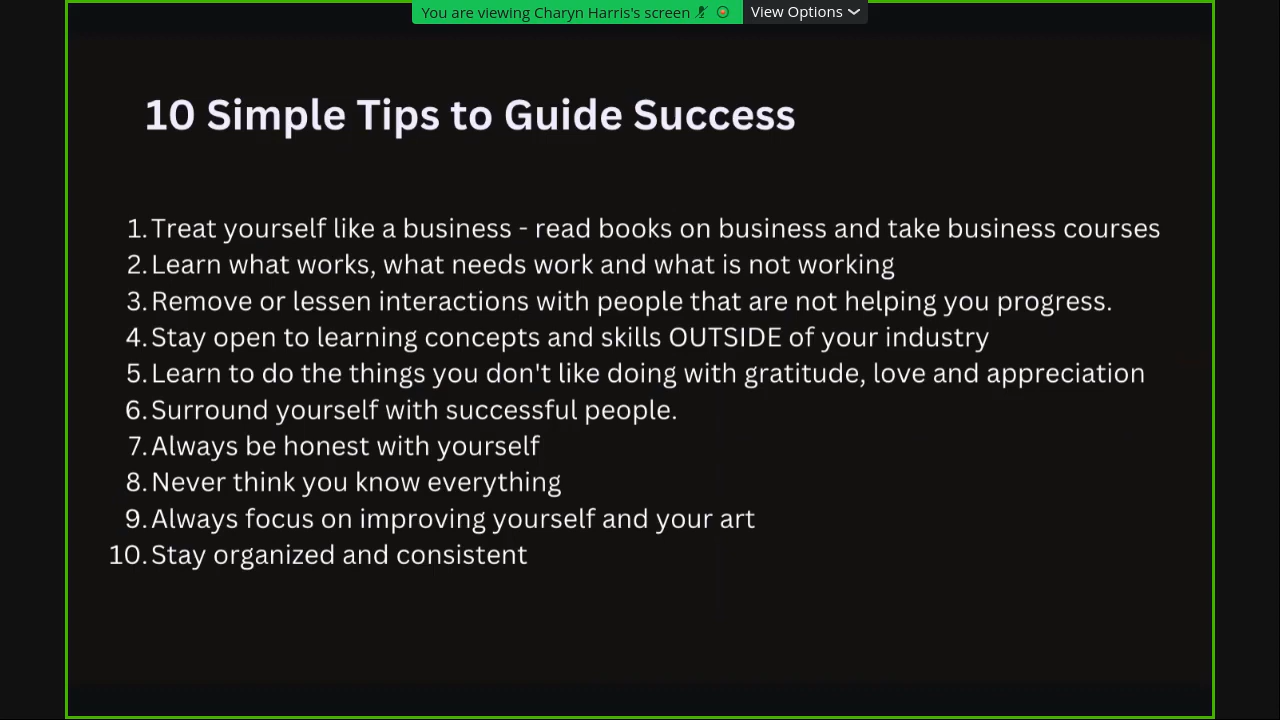 You are viewing Charyn Harris's screen View Options
10 Simple Tips to Guide Success
1. Treat yourself like a business - read books on business and take business courses
2. Learn what works, what needs work and what is not working
3. Remove or lessen interactions with people that are not helping you progress.
4. Stay open to learning concepts and skills OUTSIDE of your industry
5. Learn to do the things you don't like doing with gratitude, love and appreciation
6. Surround yourself with successful people.
7. Always be honest with yourself
8. Never think you know everything
9. Always focus on improving yourself and your art
10. Stay organized and consistent